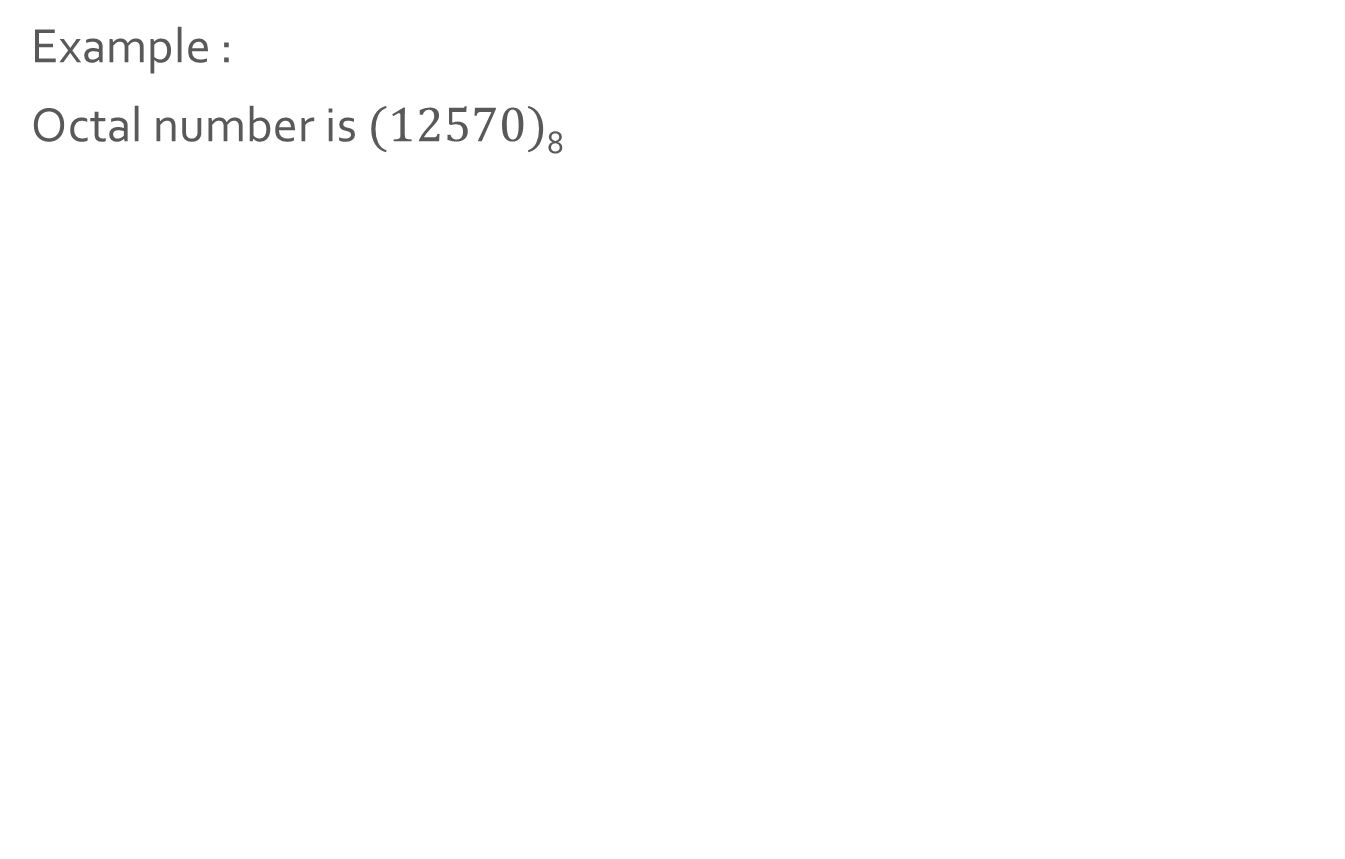 Example :
Octal number is (12570)₈